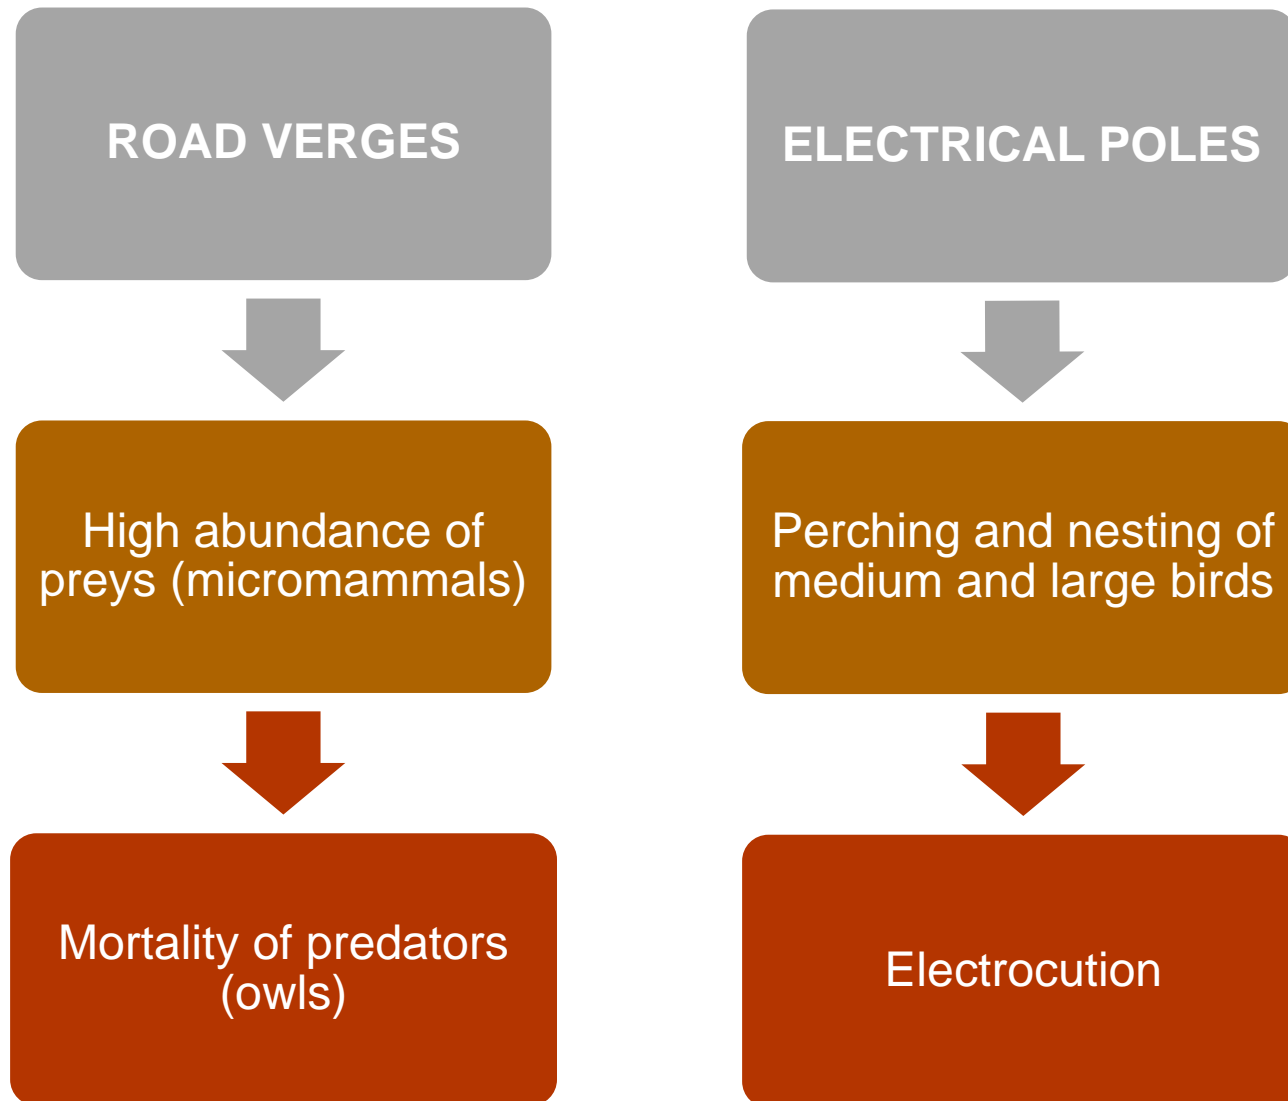 ROAD VERGES
High abundance of
preys (micromammals)
Mortality of predators
(owls)
ELECTRICAL POLES
Perching and nesting of
medium and large birds
Electrocution